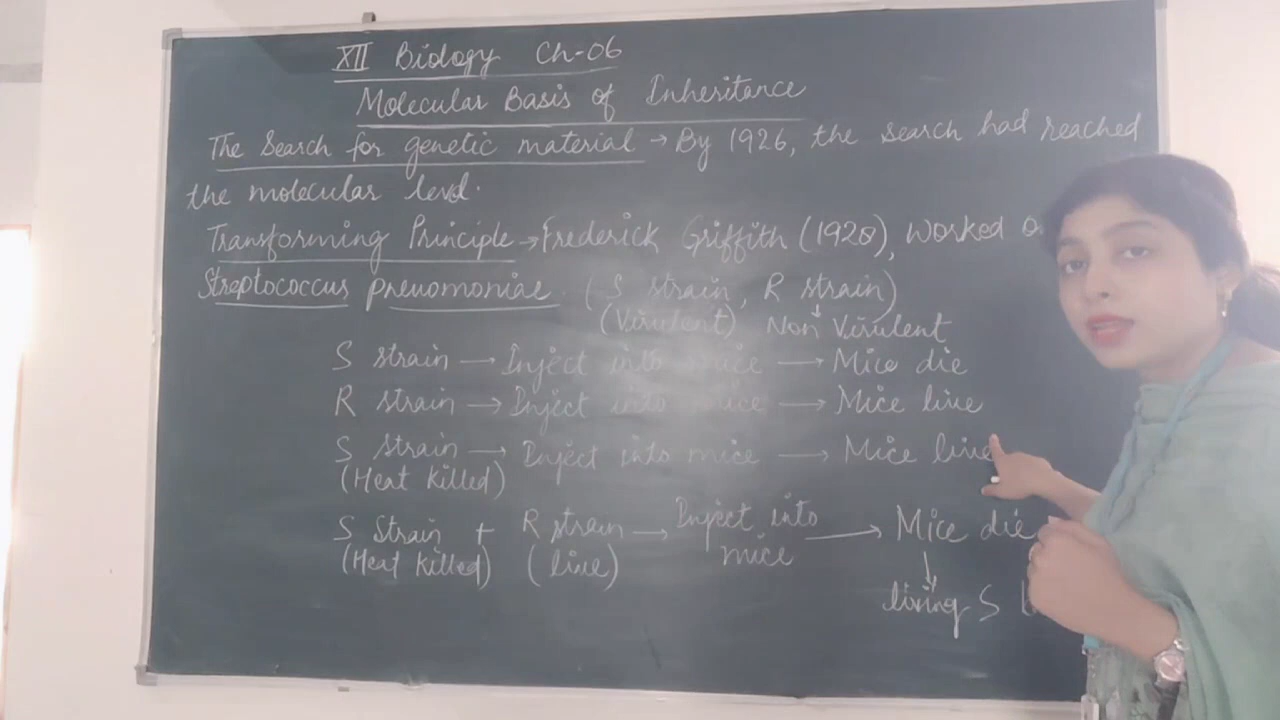 XII Biology Ch-06
Molecular Basis of Inheritance
The Search for genetic material → By 1926, the search had reached
the molecular level.
Transforming Principle → Frederick Griffith (1928), worked
Streptococcus pneumoniae. (S strain, R strain)
(Virulent) Non Virulent
S strain → Inject into mice → Mice die
R strain → Inject into mice → Mice live
S strain → Inject into mice → Mice live
(Heat killed)
S Strain + R strain → Inject into mice → Mice die
(Heat killed) (live)
living S